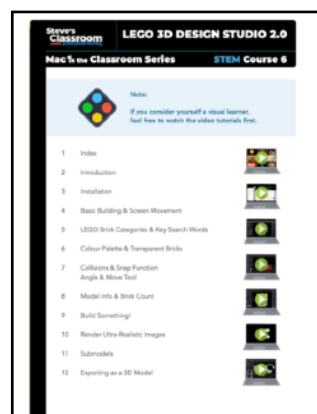 Steve's
Classroom
LEGO 3D DESIGN STUDIO 2.0
Mac in the Classroom Series
STEM Course 6
Note:
If you consider yourself a visual learner,
feel free to watch the video tutorials first.
1 Index
2 Introduction
3 Installation
4 Basic Building & Screen Movement
5 LEGO Brick Categories & Key Search Words
6 Colour Palette & Transparent Bricks
7 Collisions & Snap Function
Angle & Move Tool
8 Model Info & Brick Count
9 Build Something!
10 Render Ultra-Realistic Images
11 Submodels
12 Exporting as a 3D Model